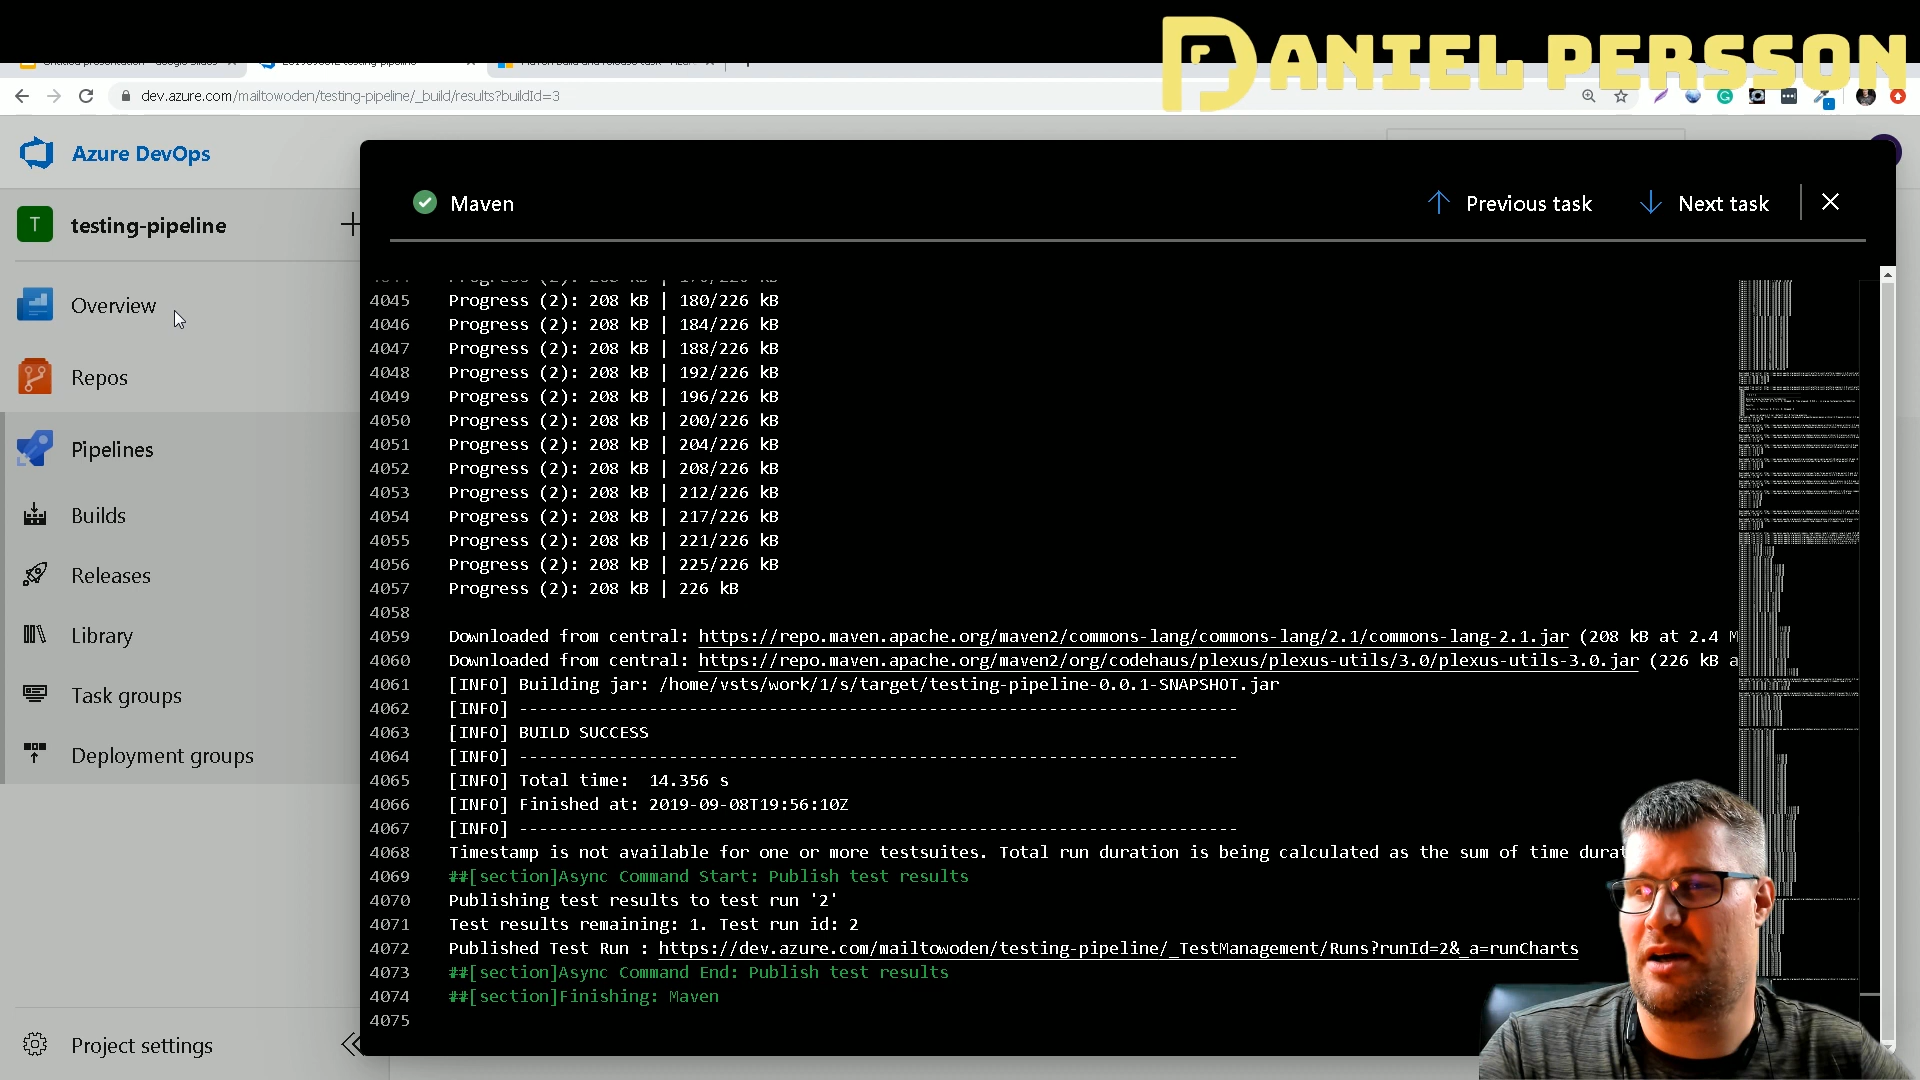 DANIEL PERSSON
dev.azure.com/mailtowoden/testing-pipeline/_build/results?buildId=3
Azure DevOps
T testing-pipeline
Overview
Repos
Pipelines
Builds
Releases
Library
Task groups
Deployment groups
Project settings
Maven
Previous task
Next task
4045 Progress (2): 208 kB | 180/226 kB
4046 Progress (2): 208 kB | 184/226 kB
4047 Progress (2): 208 kB | 188/226 kB
4048 Progress (2): 208 kB | 192/226 kB
4049 Progress (2): 208 kB | 196/226 kB
4050 Progress (2): 208 kB | 200/226 kB
4051 Progress (2): 208 kB | 204/226 kB
4052 Progress (2): 208 kB | 208/226 kB
4053 Progress (2): 208 kB | 212/226 kB
4054 Progress (2): 208 kB | 217/226 kB
4055 Progress (2): 208 kB | 221/226 kB
4056 Progress (2): 208 kB | 225/226 kB
4057 Progress (2): 208 kB | 226 kB
4058
4059 Downloaded from central: https://repo.maven.apache.org/maven2/commons-lang/commons-lang/2.1/commons-lang-2.1.jar (208 kB at 2.4 M
4060 Downloaded from central: https://repo.maven.apache.org/maven2/org/codehaus/plexus/plexus-utils/3.0/plexus-utils-3.0.jar (226 kB a
4061 [INFO] Building jar: /home/vsts/work/1/s/target/testing-pipeline-0.0.1-SNAPSHOT.jar
4062 [INFO] ------------------------------------------------------------------------
4063 [INFO] BUILD SUCCESS
4064 [INFO] ------------------------------------------------------------------------
4065 [INFO] Total time:  14.356 s
4066 [INFO] Finished at: 2019-09-08T19:56:10Z
4067 [INFO] ------------------------------------------------------------------------
4068 Timestamp is not available for one or more testsuites. Total run duration is being calculated as the sum of time durat
4069 ##[section]Async Command Start: Publish test results
4070 Publishing test results to test run '2'
4071 Test results remaining: 1. Test run id: 2
4072 Published Test Run : https://dev.azure.com/mailtowoden/testing-pipeline/_TestManagement/Runs?runId=2&_a=runCharts
4073 ##[section]Async Command End: Publish test results
4074 ##[section]Finishing: Maven
4075